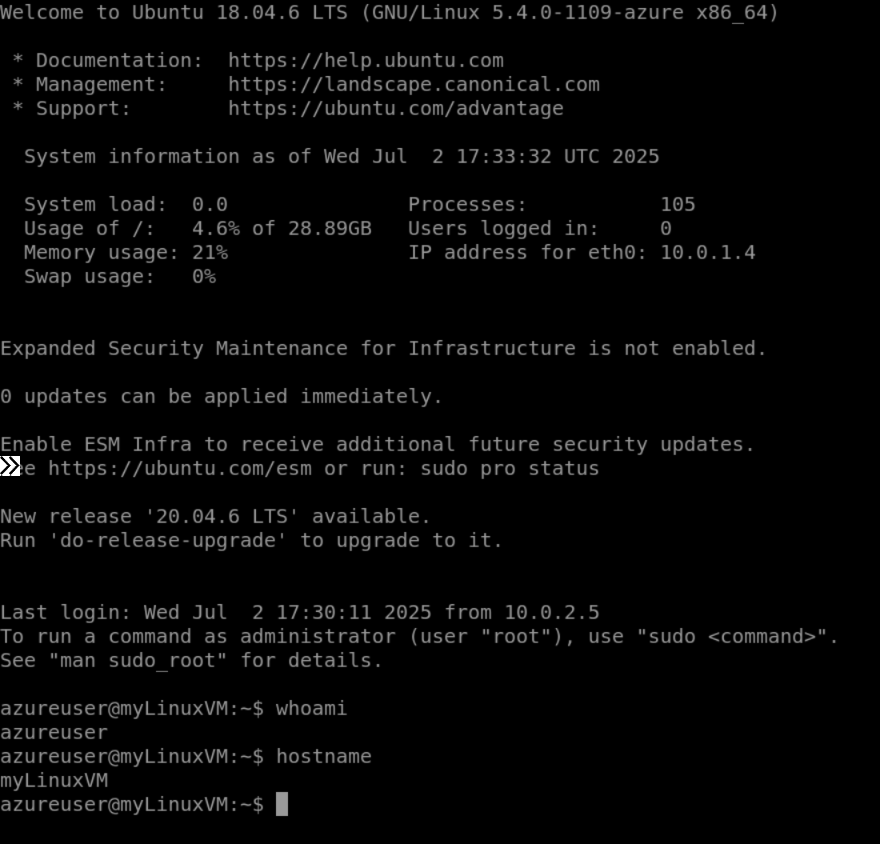 Welcome to Ubuntu 18.04.6 LTS (GNU/Linux 5.4.0-1109-azure x86_64)
* Documentation:  https://help.ubuntu.com
* Management:     https://landscape.canonical.com
* Support:        https://ubuntu.com/advantage
System information as of Wed Jul  2 17:33:32 UTC 2025
System load:  0.0               Processes:           105
Usage of /:   4.6% of 28.89GB   Users logged in:     0
Memory usage: 21%               IP address for eth0: 10.0.1.4
Swap usage:   0%
Expanded Security Maintenance for Infrastructure is not enabled.
0 updates can be applied immediately.
Enable ESM Infra to receive additional future security updates.
https://ubuntu.com/esm or run: sudo pro status
New release '20.04.6 LTS' available.
Run 'do-release-upgrade' to upgrade to it.
Last login: Wed Jul  2 17:30:11 2025 from 10.0.2.5
To run a command as administrator (user "root"), use "sudo <command>".
See "man sudo_root" for details.
azureuser@myLinuxVM:~$ whoami
azureuser
azureuser@myLinuxVM:~$ hostname
myLinuxVM
azureuser@myLinuxVM:~$